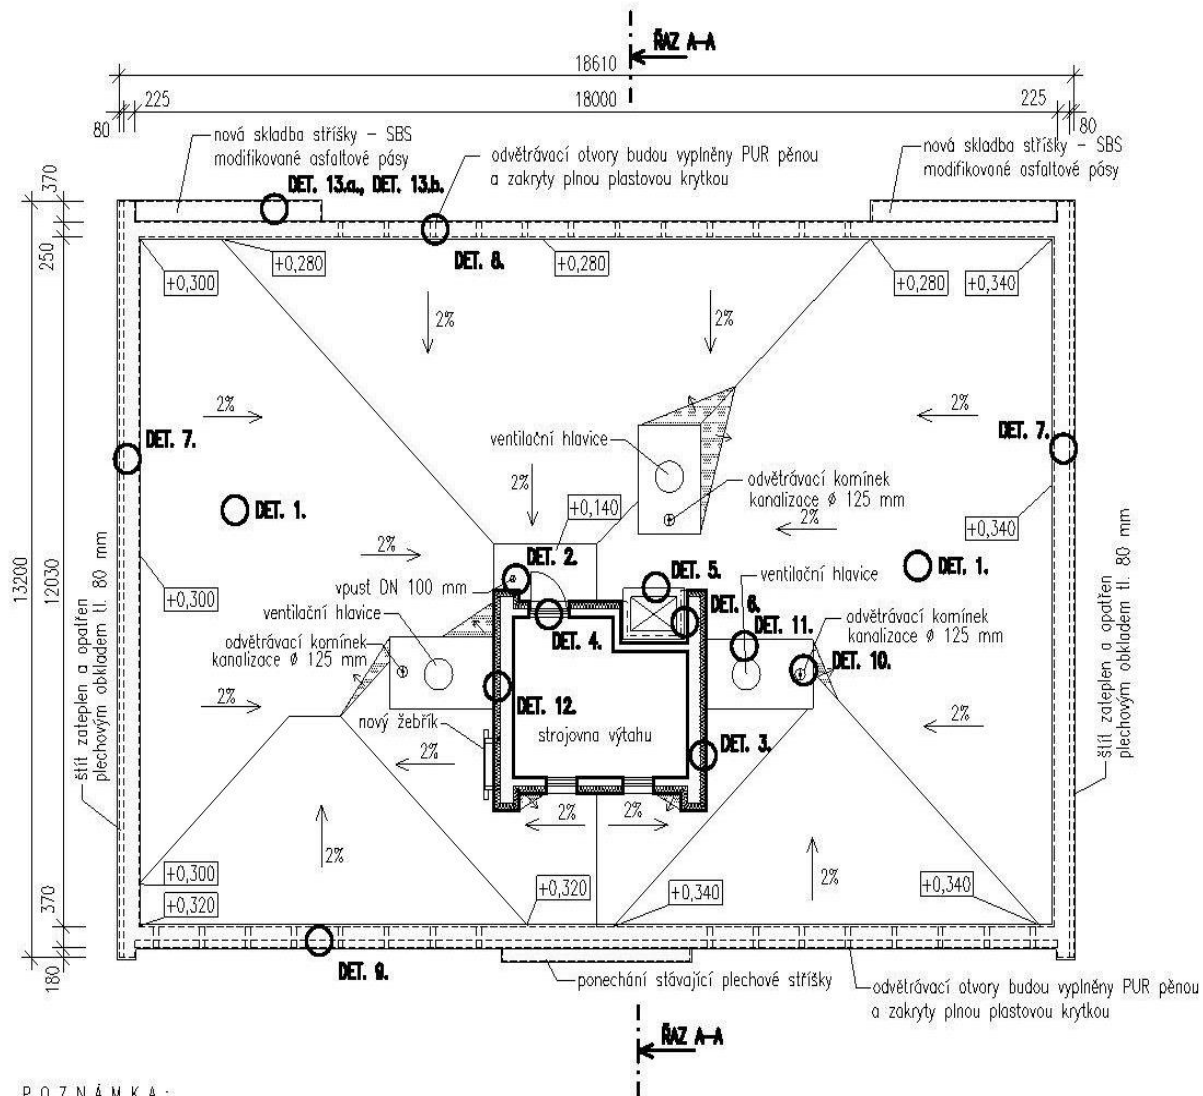 ŘAZ A-A
18610
225
18000
225
80
80
nová skladba stříšky – SBS
modifikované asfaltové pásy
odvětrávací otvory budou vyplněny PUR pěnou
a zakryty plnou plastovou krytkou
nová skladba stříšky – SBS
modifikované asfaltové pásy
370
DET. 13.a., DET. 13.b.
250
DET. 8.
+0,300
+0,280
+0,280
+0,280
+0,340
2%
2%
2%
2%
DET. 7.
ventilační hlavice
DET. 7.
odvětrávací komínek
kanalizace ϕ 125 mm
2%
+0,140
DET. 1.
2%
+0,340
2%
DET. 2.
DET. 5.
ventilační hlavice
DET. 1.
13200
12030
+0,300
vpusť DN 100 mm
ventilační hlavice
DET. 6.
odvětrávací komínek
kanalizace ϕ 125 mm
odvětrávací komínek
kanalizace ϕ 125 mm
DET. 4.
DET. 11.
DET. 10.
štít zateplen a opatřen
plechovým obkladem tl. 80 mm
štít zateplen a opatřen
plechovým obkladem tl. 80 mm
2%
DET. 12.
nový žebřík
strojovna výtahu
DET. 3.
2%
2%
2%
2%
2%
2%
+0,300
+0,320
+0,320
+0,340
+0,340
370
180
DET. 9.
ponechání stávající plechové stříšky
odvětrávací otvory budou vyplněny PUR pěnou
a zakryty plnou plastovou krytkou
ŘAZ A-A
POZNÁMKA: